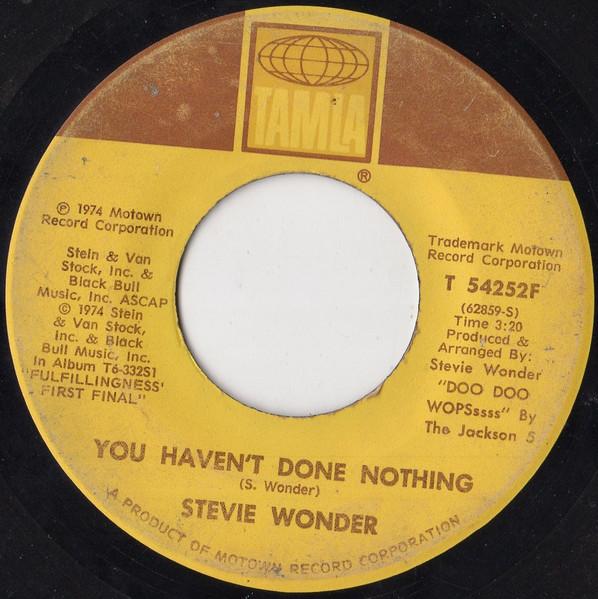 TAMLA
®
℗ 1974 Motown
Record Corporation
Stein & Van
Stock, Inc. &
Black Bull
Music, Inc. ASCAP
© 1974 Stein
& Van Stock,
Inc. & Black
Bull Music, Inc.
In Album T6-332S1
"FULFILLINGNESS'
FIRST FINAL"
Trademark Motown
Record Corporation
T 54252F
(62859-S)
Time 3:20
Produced &
Arranged By:
Stevie Wonder
"DOO DOO
WOPSssss" By
The Jackson 5
YOU HAVEN'T DONE NOTHING
(S. Wonder)
STEVIE WONDER
A PRODUCT OF MOTOWN RECORD CORPORATION